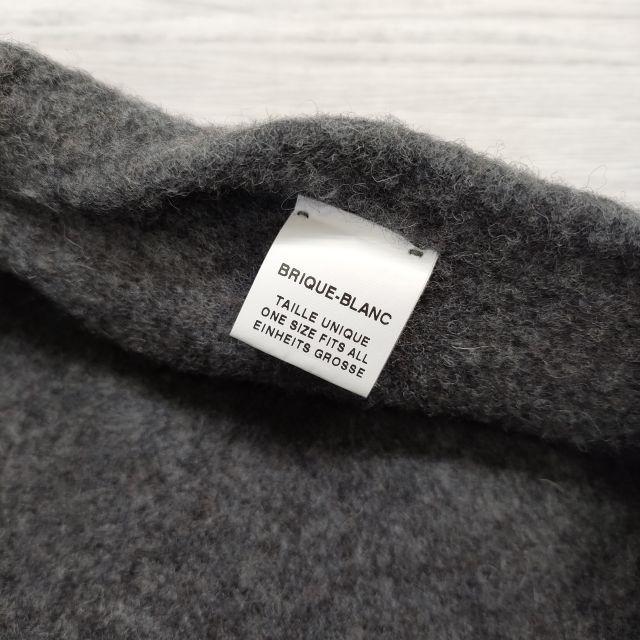 BRIQUE-BLANC
TAILLE UNIQUE
ONE SIZE FITS ALL
EINHEITS GROSSE